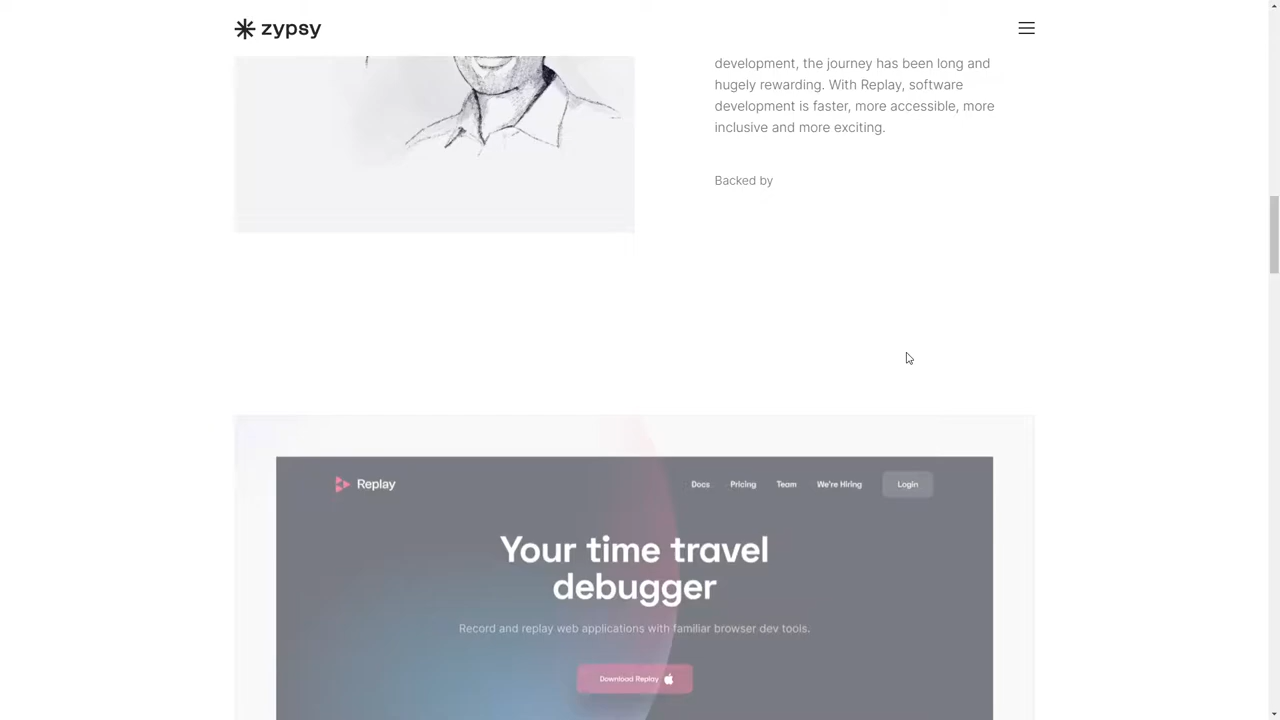 zypsy
development, the journey has been long and
hugely rewarding. With Replay, software
development is faster, more accessible, more
inclusive and more exciting.
Backed by
Replay
Docs
Pricing
Team
We're Hiring
Login
Your time travel
debugger
Record and replay web applications with familiar browser dev tools.
Download Replay